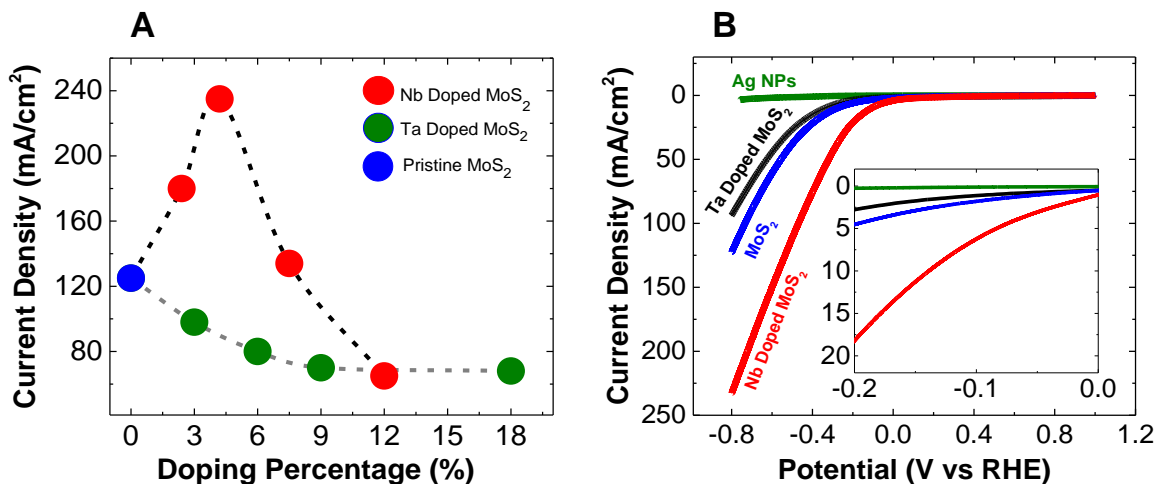 A
Current Density (mA/cm²)
240
200
160
120
80
0
3
6
9
12
15
18
Doping Percentage (%)
Nb Doped MoS₂
Ta Doped MoS₂
Pristine MoS₂
B
Current Density (mA/cm²)
0
50
100
150
200
250
-0.8
-0.4
0.0
0.4
0.8
1.2
Potential (V vs RHE)
Ag NPs
Ta Doped MoS₂
MoS₂
Nb Doped MoS₂
0
5
10
15
20
-0.2
-0.1
0.0